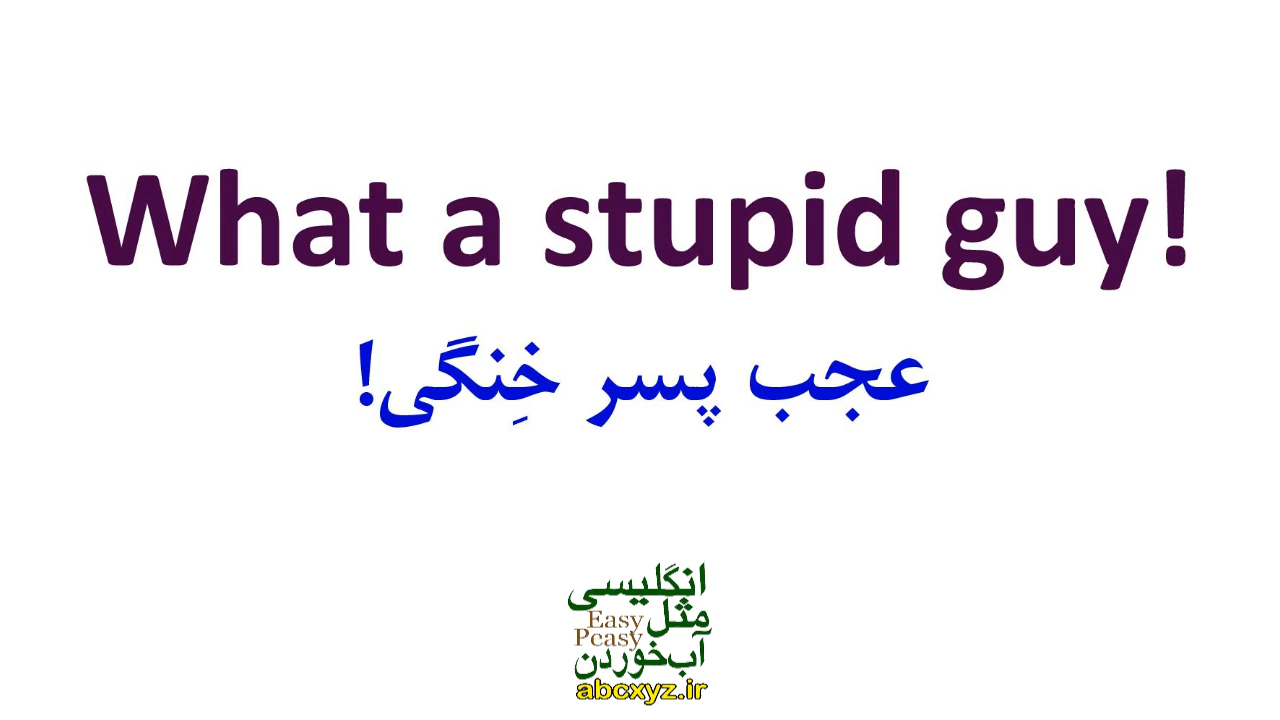 What a stupid guy!
عجب پسر خِنگی!
انگلیسی
مثل
Easy
Peasy
آب‌خوردن
abcxyz.ir